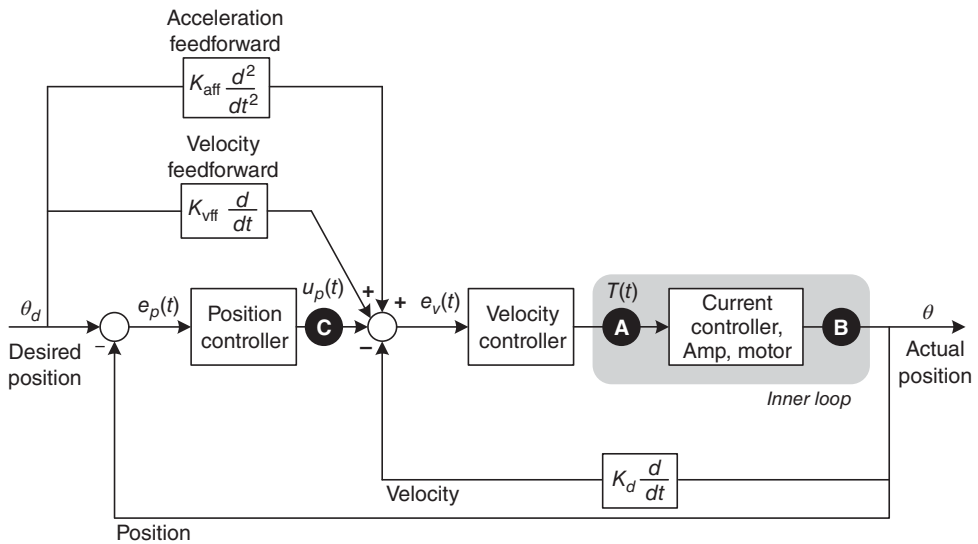 Acceleration
feedforward
K_aff d²/dt²
Velocity
feedforward
K_vff d/dt
θ_d
Desired
position
−
e_p(t)
Position
controller
u_p(t)
C
+
+
−
e_v(t)
Velocity
controller
T(t)
A
Current
controller,
Amp, motor
B
Inner loop
θ
Actual
position
K_d d/dt
Velocity
Position